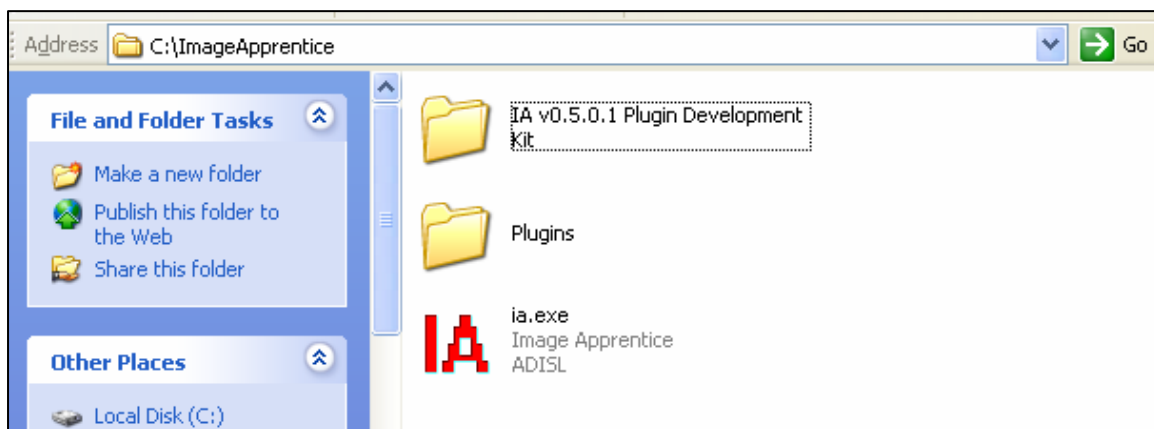 Address C:\ImageApprentice Go
File and Folder Tasks
Make a new folder
Publish this folder to
the Web
Share this folder
Other Places
Local Disk (C:)
IA v0.5.0.1 Plugin Development
Kit
Plugins
IA
ia.exe
Image Apprentice
ADISL